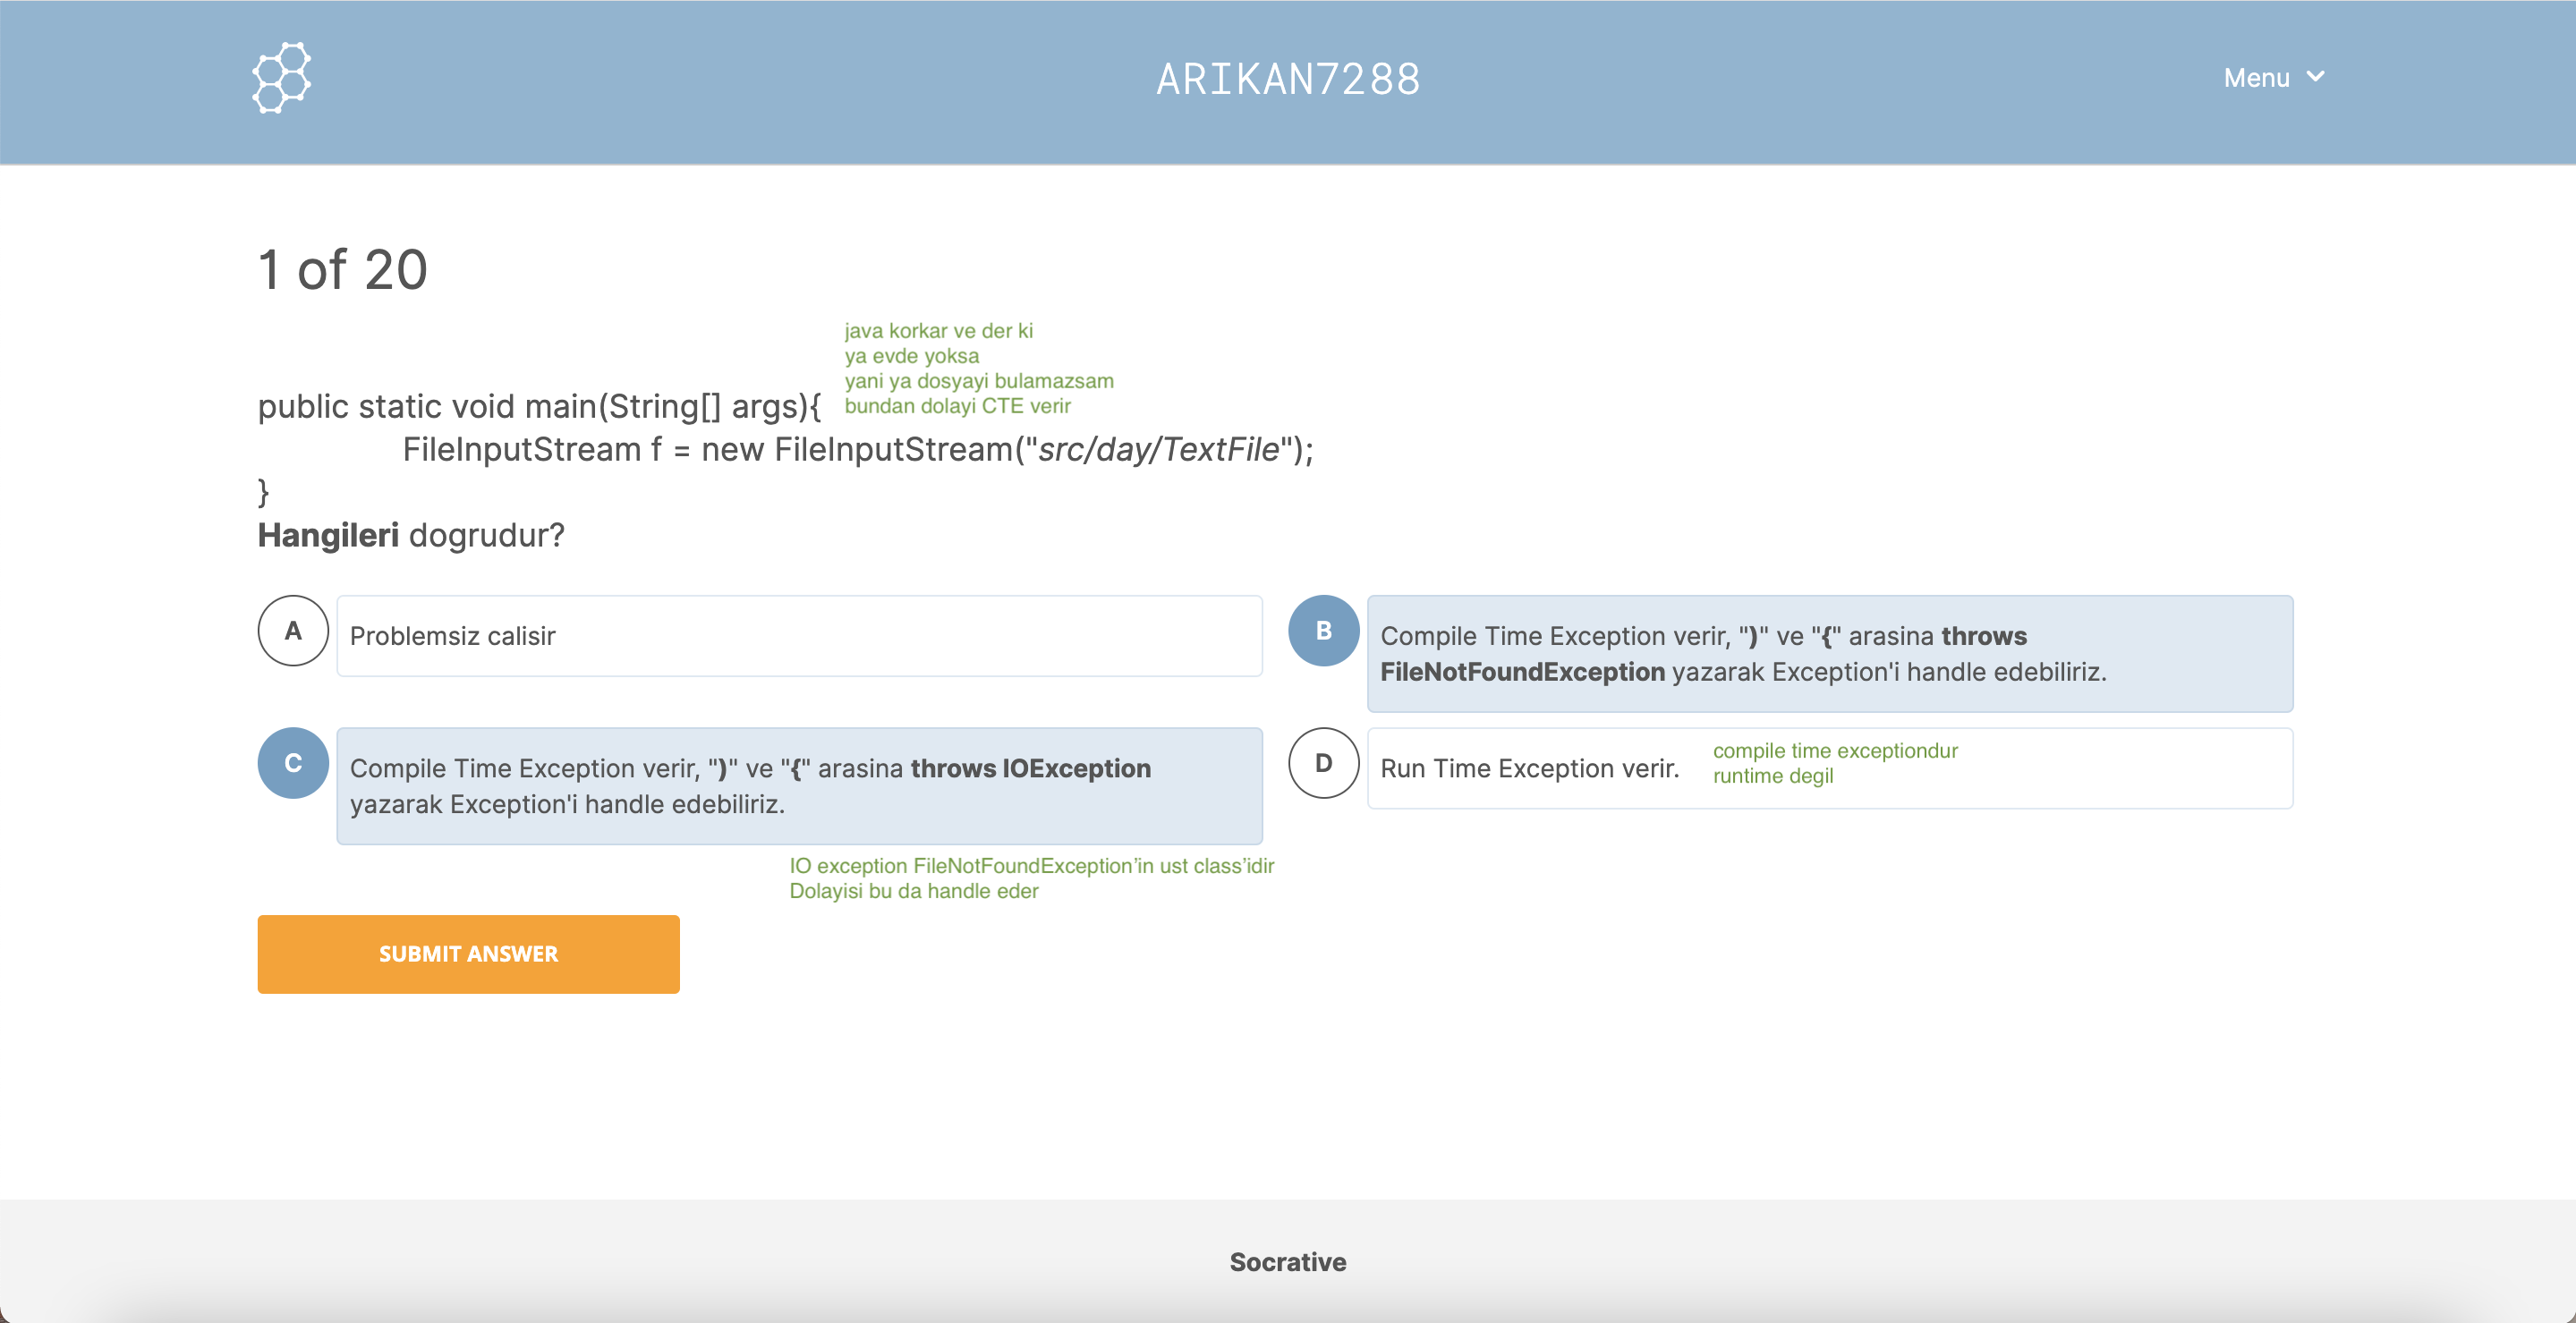 ARIKAN7288
Menu
1 of 20
java korkar ve der ki
ya evde yoksa
yani ya dosyayi bulamazsam
bundan dolayi CTE verir
public static void main(String[] args){
FileInputStream f = new FileInputStream("src/day/TextFile");
}
Hangileri dogrudur?
A
Problemsiz calisir
B
Compile Time Exception verir, ")" ve "{" arasina throws
FileNotFoundException yazarak Exception'i handle edebiliriz.
C
Compile Time Exception verir, ")" ve "{" arasina throws IOException
yazarak Exception'i handle edebiliriz.
D
Run Time Exception verir.
compile time exceptiondur
runtime degil
IO exception FileNotFoundException’in ust class’idir
Dolayisi bu da handle eder
SUBMIT ANSWER
Socrative